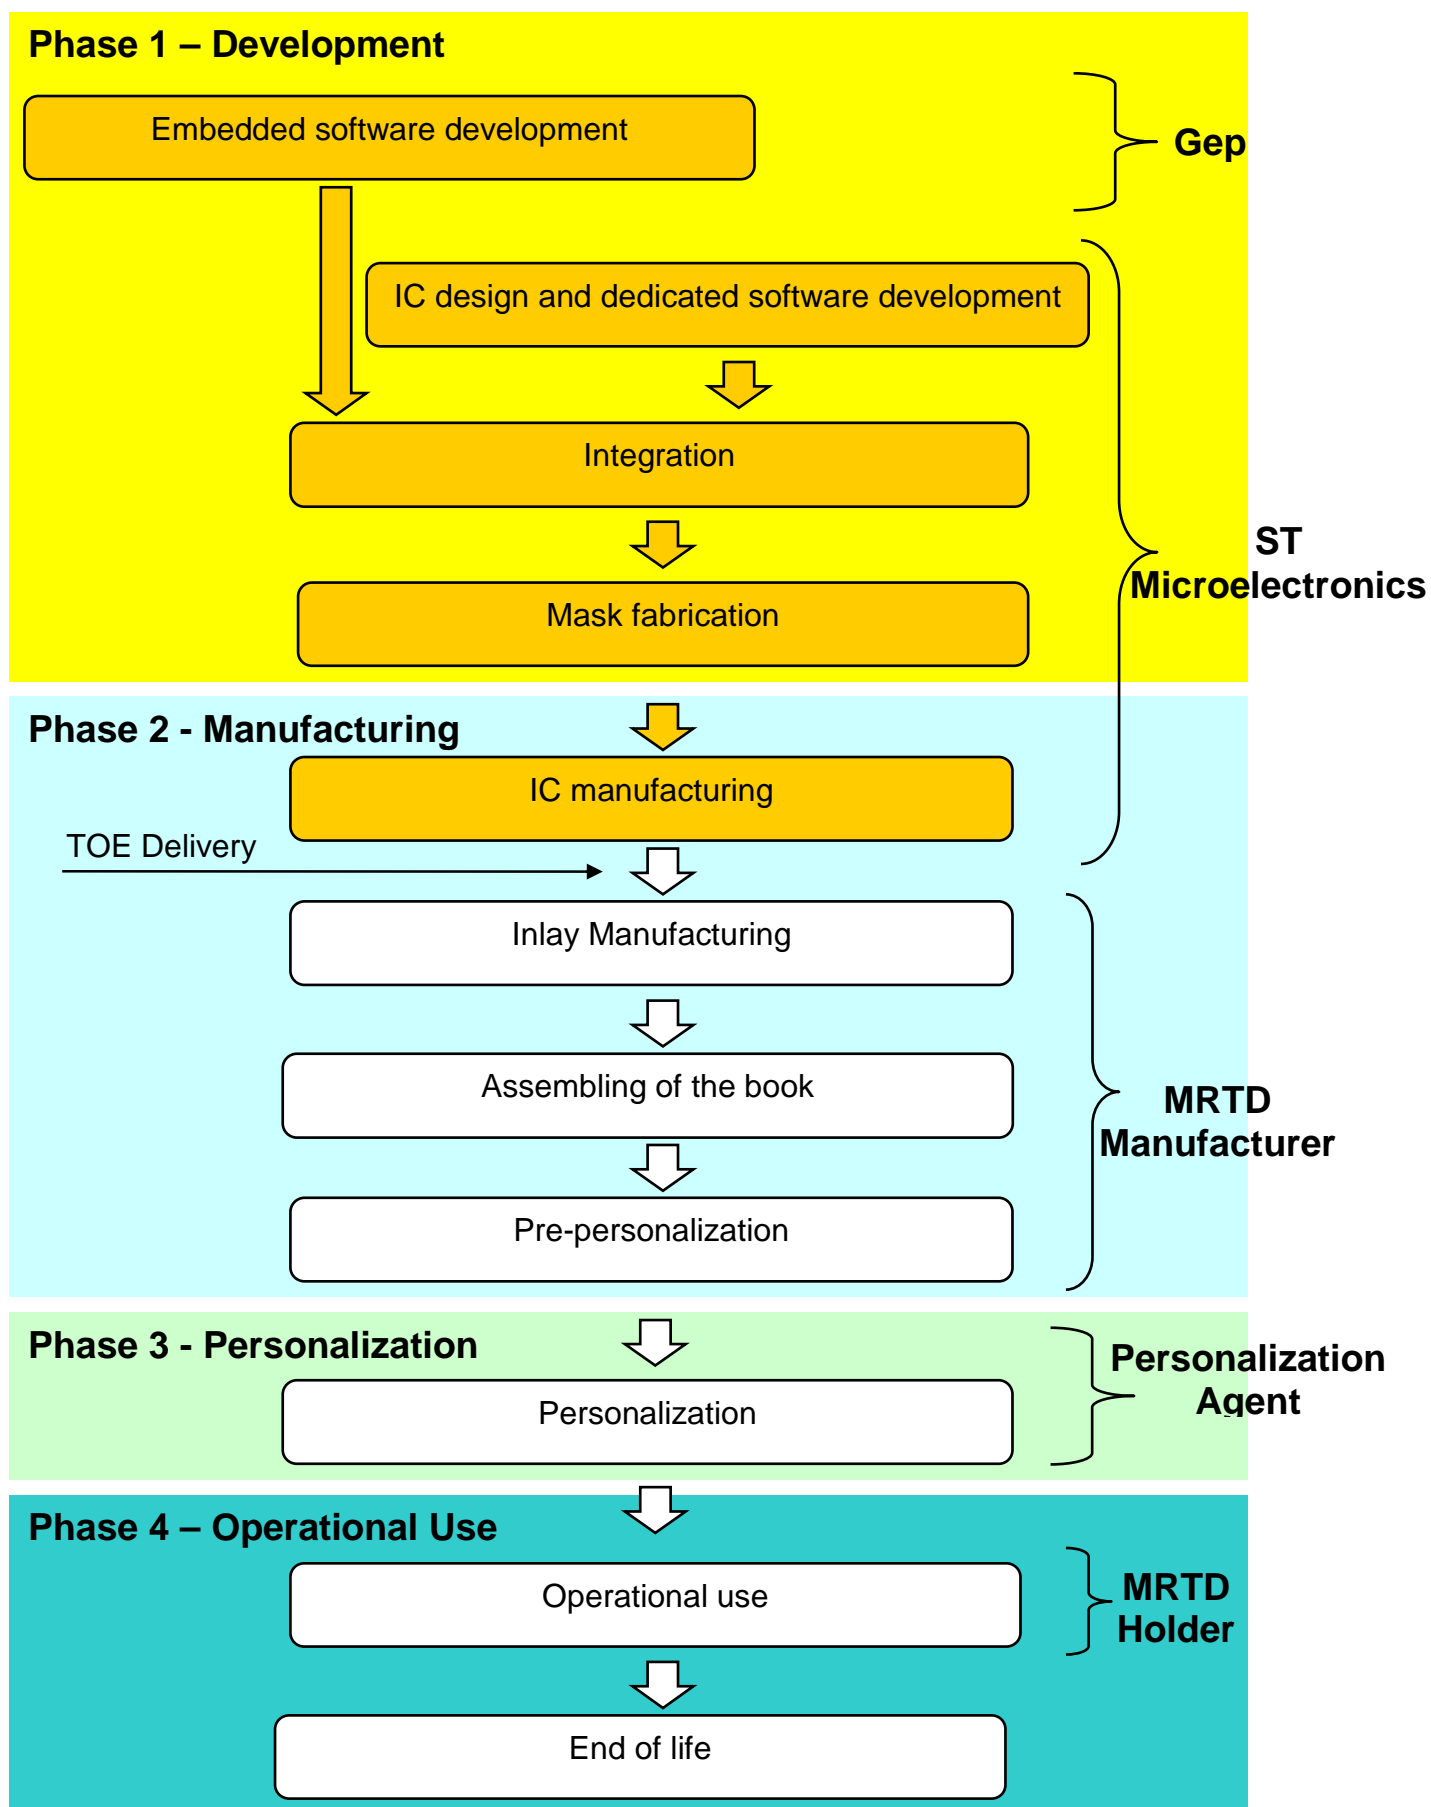 Phase 1 – Development
Embedded software development
Gep
IC design and dedicated software development
Integration
ST
Microelectronics
Mask fabrication
Phase 2 - Manufacturing
IC manufacturing
TOE Delivery
Inlay Manufacturing
Assembling of the book
MRTD
Manufacturer
Pre-personalization
Phase 3 - Personalization
Personalization
Agent
Personalization
Phase 4 – Operational Use
Operational use
MRTD
Holder
End of life